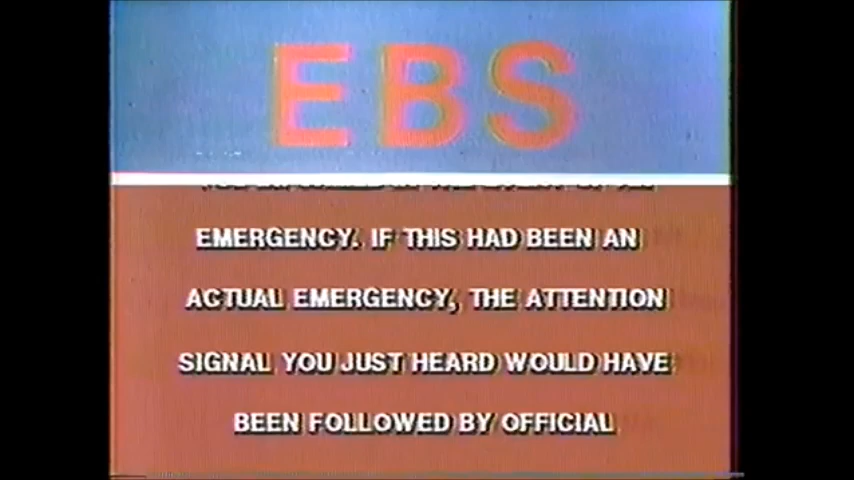 EBS
EMERGENCY. IF THIS HAD BEEN AN
ACTUAL EMERGENCY, THE ATTENTION
SIGNAL YOU JUST HEARD WOULD HAVE
BEEN FOLLOWED BY OFFICIAL